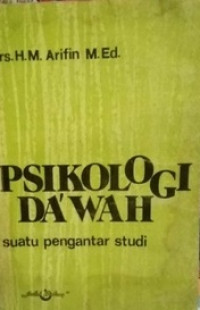 rs.H.M. Arifin M.Ed.
PSIKOLOGI
DA'WAH
suatu pengantar studi